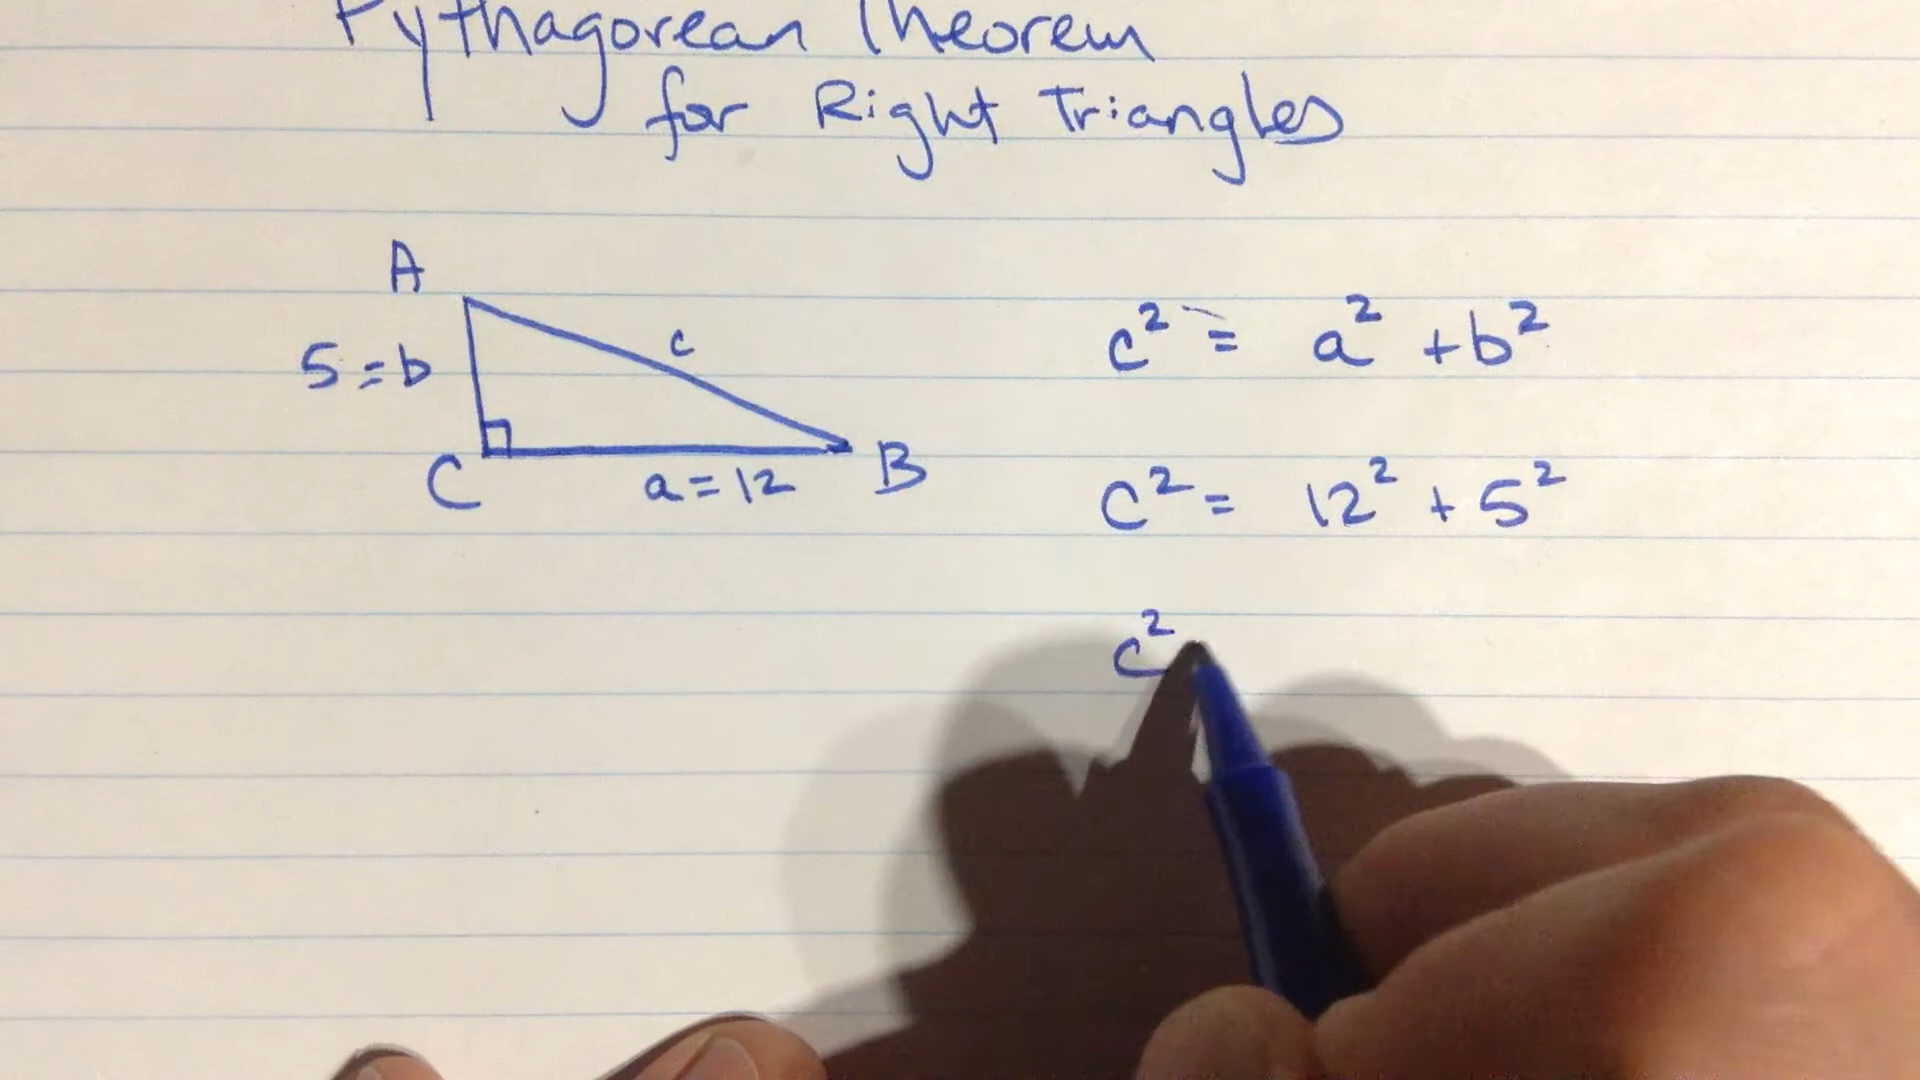 Pythagorean Theorem
for Right Triangles
A
5 = b
c
C
a = 12
B
c² = a² + b²
c² = 12² + 5²
c²